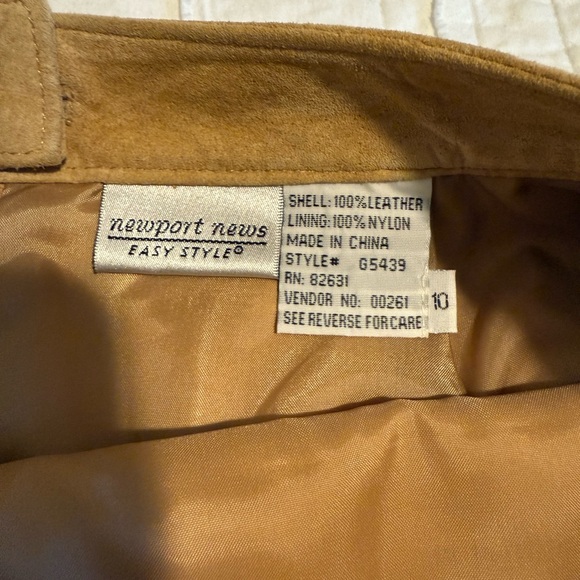 newport news
EASY STYLE®
SHELL: 100% LEATHER
LINING: 100% NYLON
MADE IN CHINA
STYLE# G5439
RN: 82631
VENDOR NO: 00261
SEE REVERSE FOR CARE
10